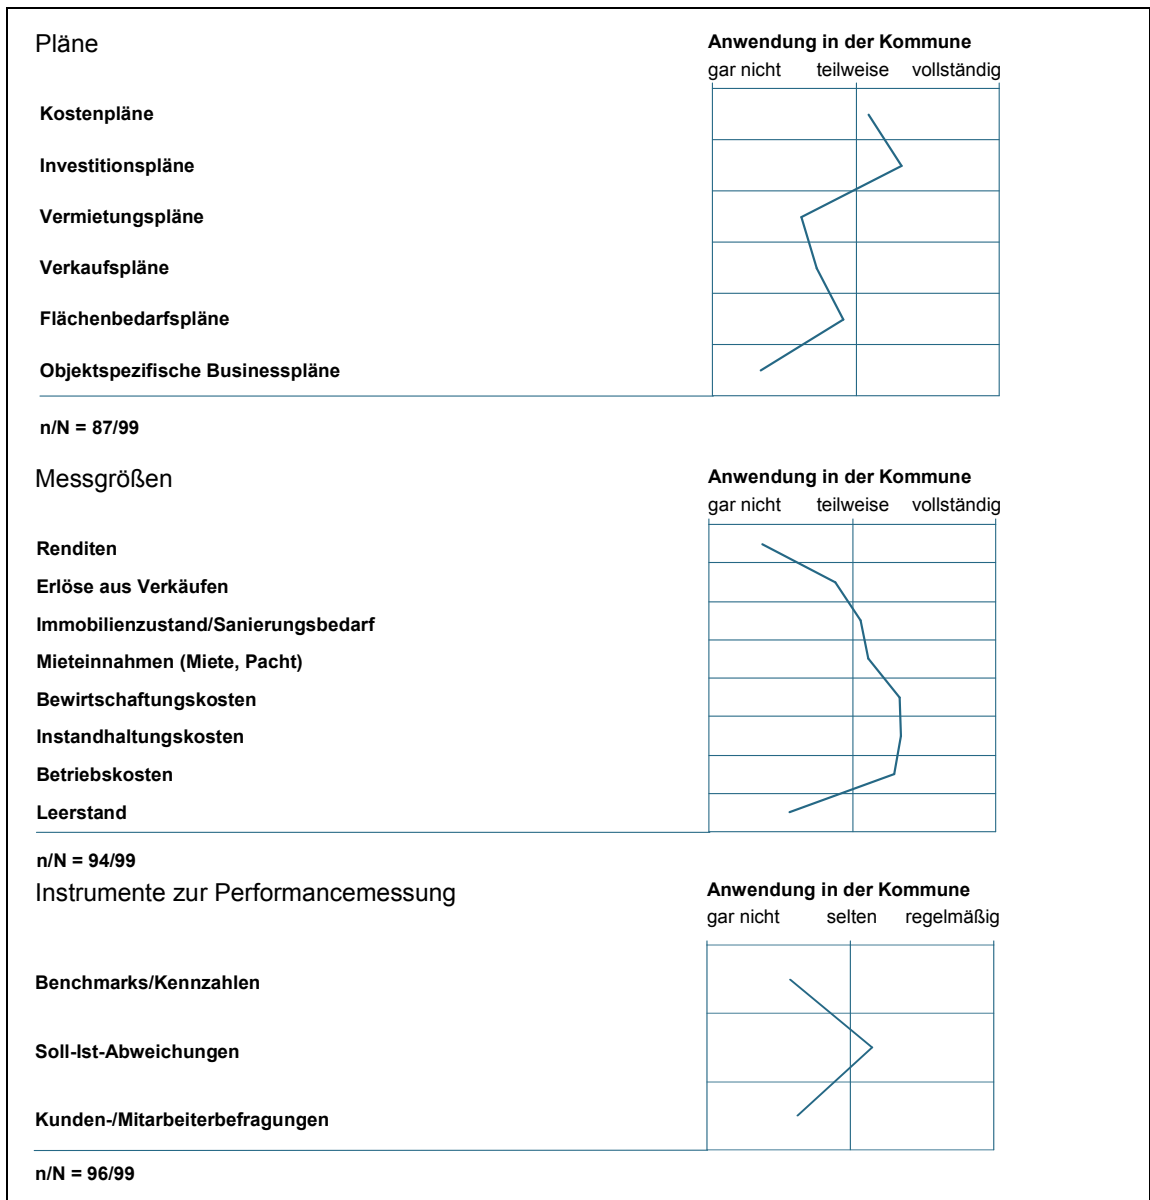 Pläne
Anwendung in der Kommune
gar nicht teilweise vollständig
Kostenpläne
Investitionspläne
Vermietungspläne
Verkaufspläne
Flächenbedarfspläne
Objektspezifische Businesspläne
n/N = 87/99
Messgrößen
Anwendung in der Kommune
gar nicht teilweise vollständig
Renditen
Erlöse aus Verkäufen
Immobilienzustand/Sanierungsbedarf
Mieteinnahmen (Miete, Pacht)
Bewirtschaftungskosten
Instandhaltungskosten
Betriebskosten
Leerstand
n/N = 94/99
Instrumente zur Performancemessung
Anwendung in der Kommune
gar nicht selten regelmäßig
Benchmarks/Kennzahlen
Soll-Ist-Abweichungen
Kunden-/Mitarbeiterbefragungen
n/N = 96/99